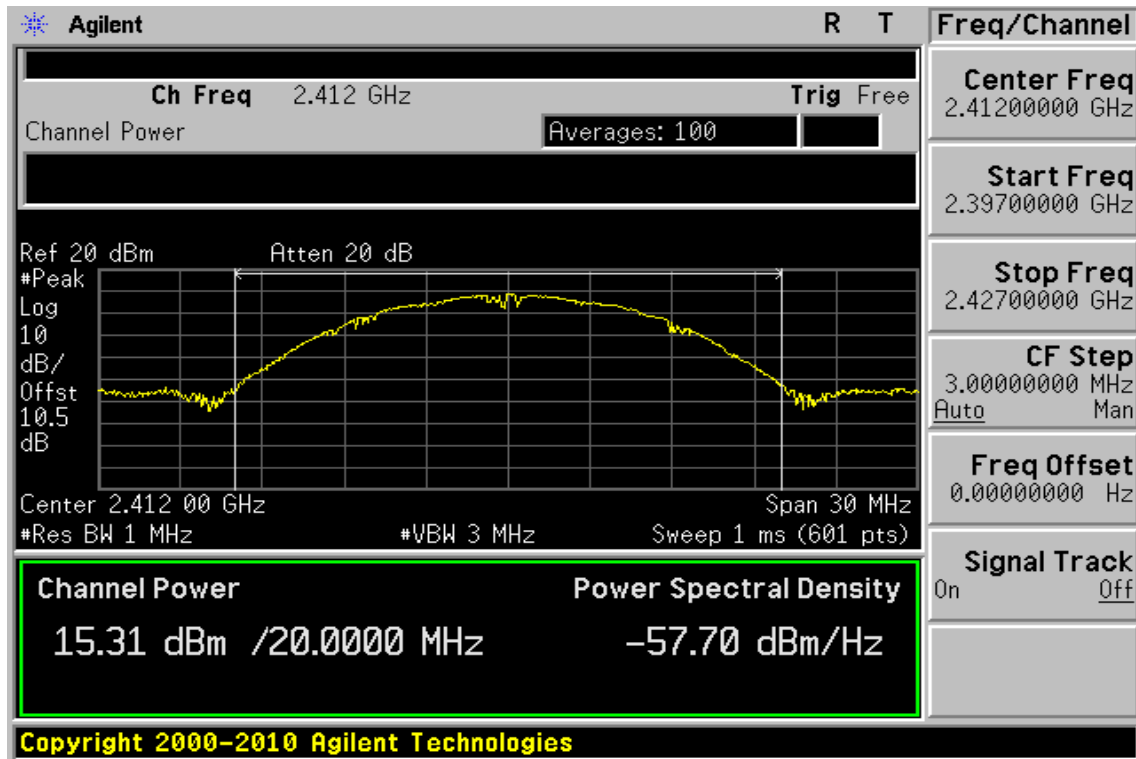 Agilent R T Freq/Channel
Ch Freq 2.412 GHz Trig Free
Channel Power Averages: 100
Ref 20 dBm Atten 20 dB
#Peak
Log
10
dB/
Offst
10.5
dB
Center 2.412 00 GHz Span 30 MHz
#Res BW 1 MHz #VBW 3 MHz Sweep 1 ms (601 pts)
Channel Power Power Spectral Density
15.31 dBm /20.0000 MHz -57.70 dBm/Hz
Center Freq
2.41200000 GHz
Start Freq
2.39700000 GHz
Stop Freq
2.42700000 GHz
CF Step
3.00000000 MHz
Auto Man
Freq Offset
0.00000000 Hz
Signal Track
On Off
Copyright 2000-2010 Agilent Technologies